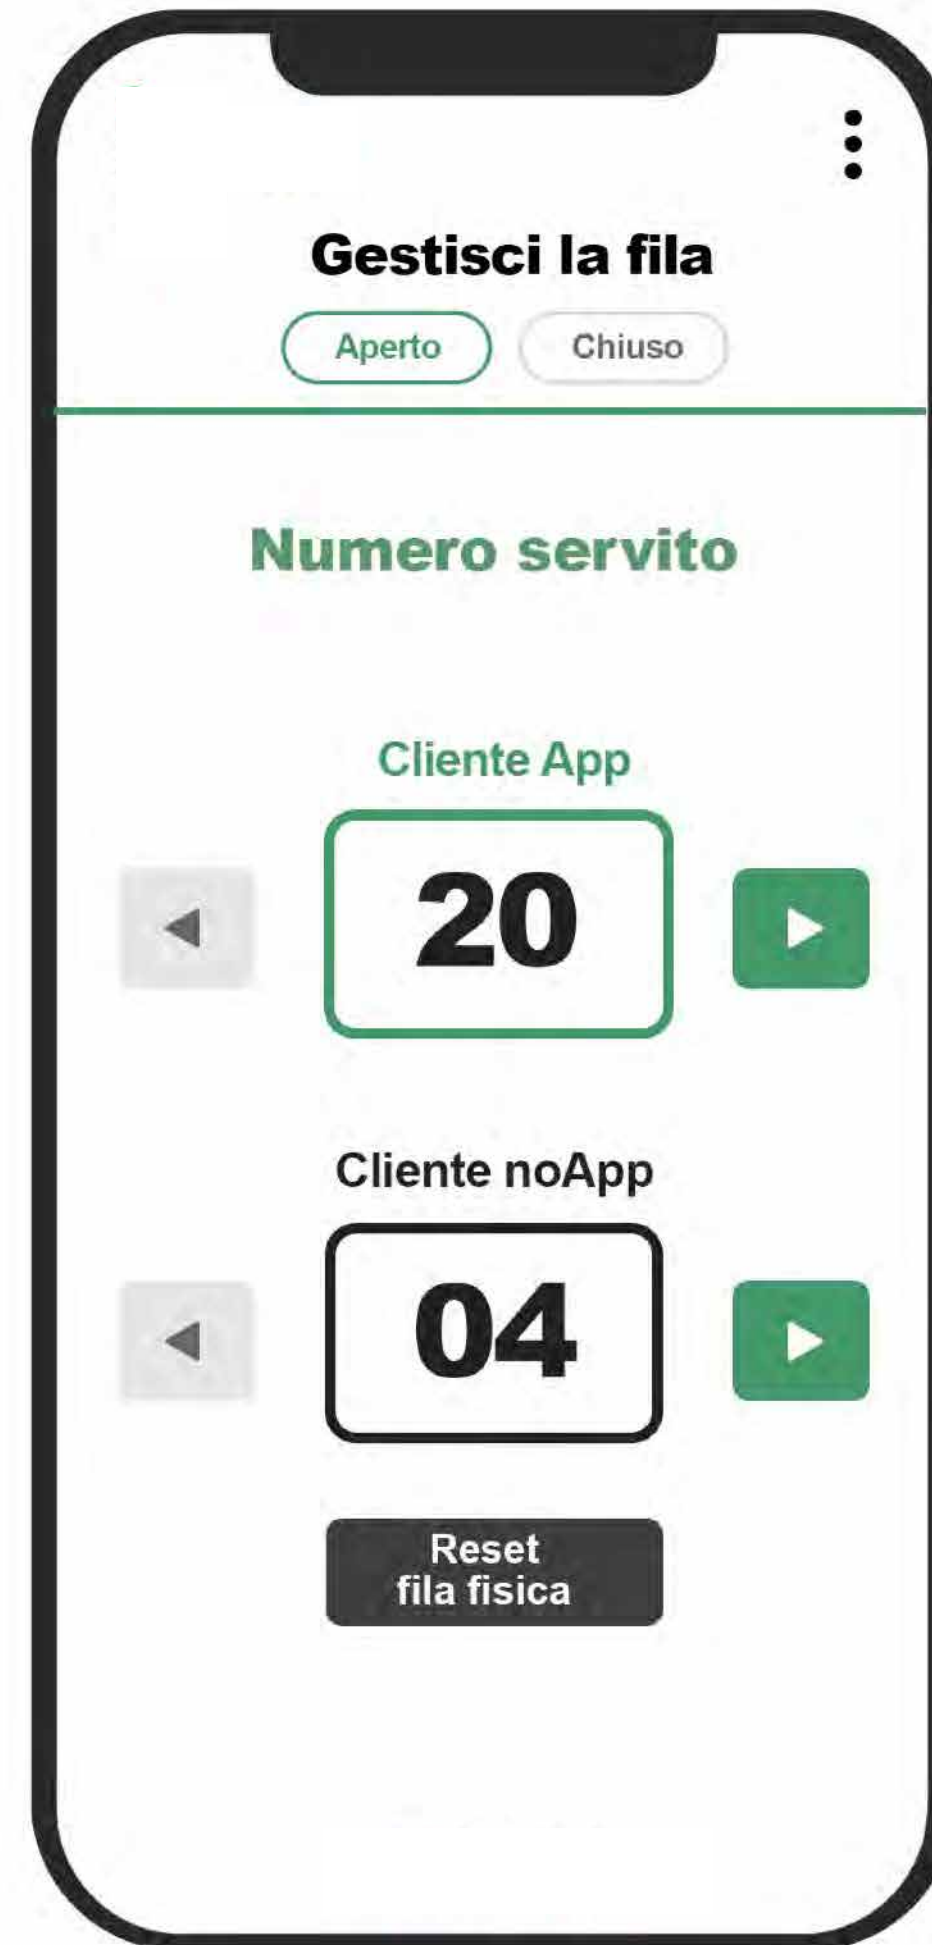 Gestisci la fila
Aperto Chiuso
Numero servito
Cliente App
20
Cliente noApp
04
Reset
fila fisica